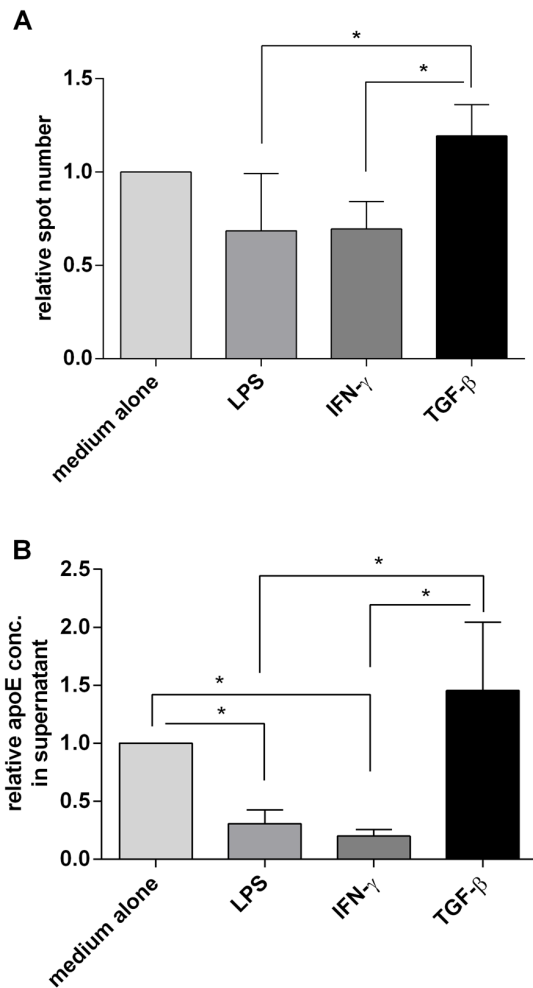 A
*
*
1.5
1.0
0.5
0.0
relative spot number
medium alone
LPS
IFN-γ
TGF-β
B
*
*
*
*
2.5
2.0
1.5
1.0
0.5
0.0
relative apoE conc.
in supernatant
medium alone
LPS
IFN-γ
TGF-β